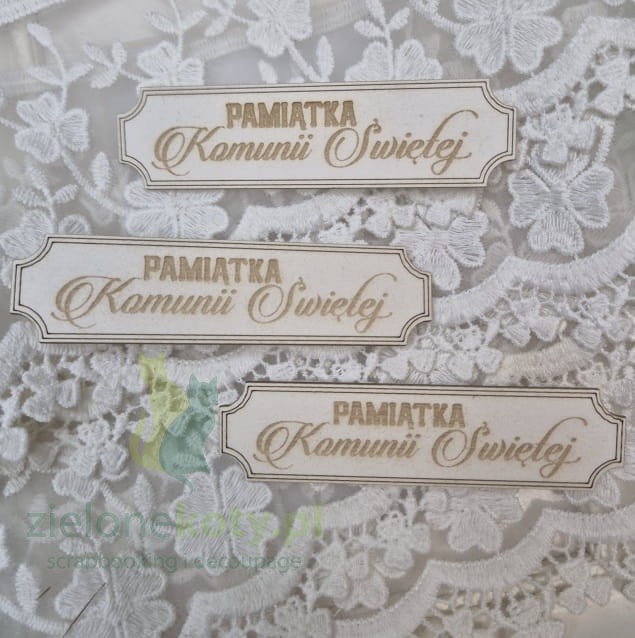 PAMIĄTKA
Komunii Świętej
PAMIĄTKA
Komunii Świętej
PAMIĄTKA
Komunii Świętej
zielonekoty.pl
scrapbooking i decoupage